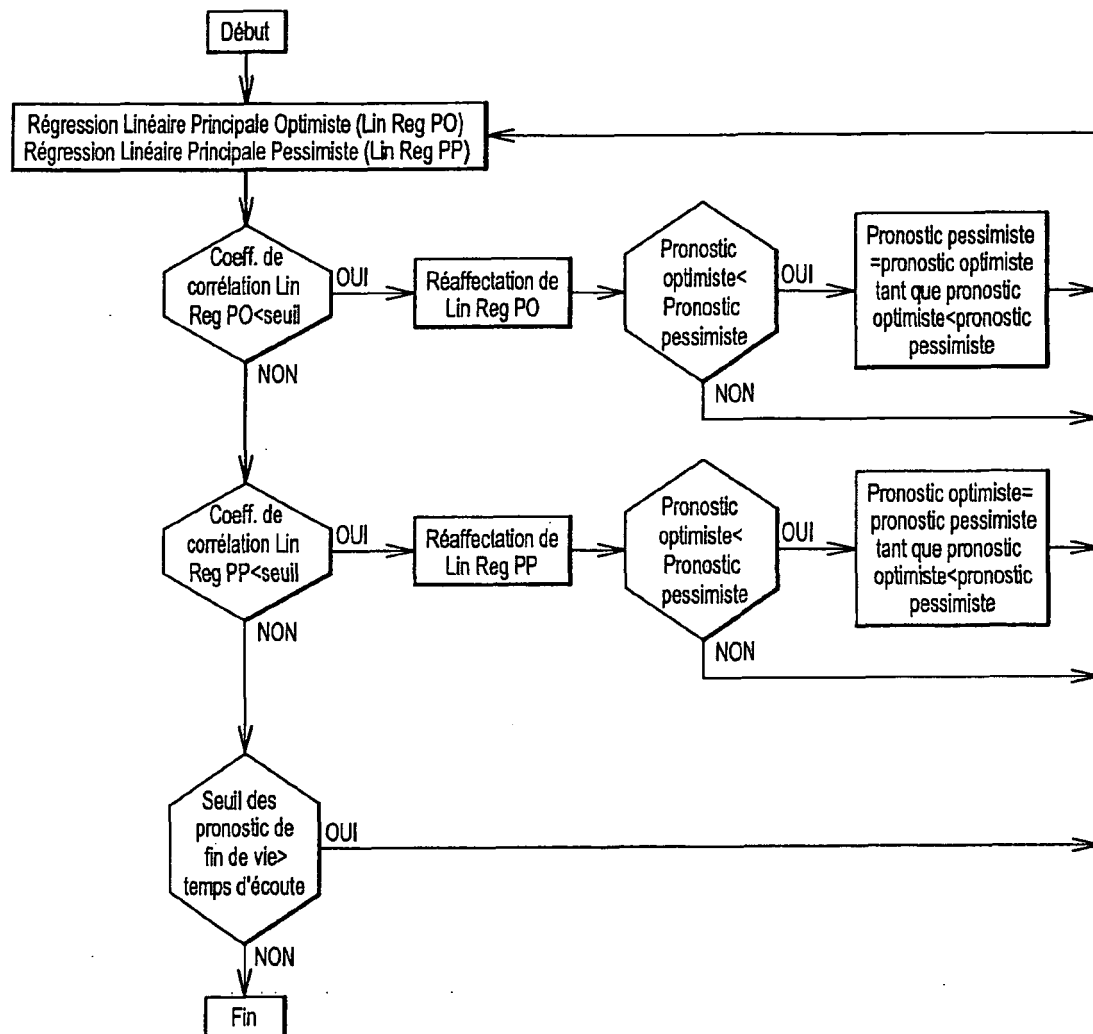 Début
Régression Linéaire Principale Optimiste (Lin Reg PO)
Régression Linéaire Principale Pessimiste (Lin Reg PP)
Coeff. de
corrélation Lin
Reg PO<seuil
OUI
Réaffectation de
Lin Reg PO
Pronostic
optimiste<
Pronostic
pessimiste
OUI
Pronostic pessimiste
=pronostic optimiste
tant que pronostic
optimiste<pronostic
pessimiste
NON
NON
Coeff. de
corrélation Lin
Reg PP<seuil
OUI
Réaffectation de
Lin Reg PP
Pronostic
optimiste<
Pronostic
pessimiste
OUI
Pronostic optimiste=
pronostic pessimiste
tant que pronostic
optimiste<pronostic
pessimiste
NON
NON
Seuil des
pronostic de
fin de vie>
temps d'écoute
OUI
NON
Fin